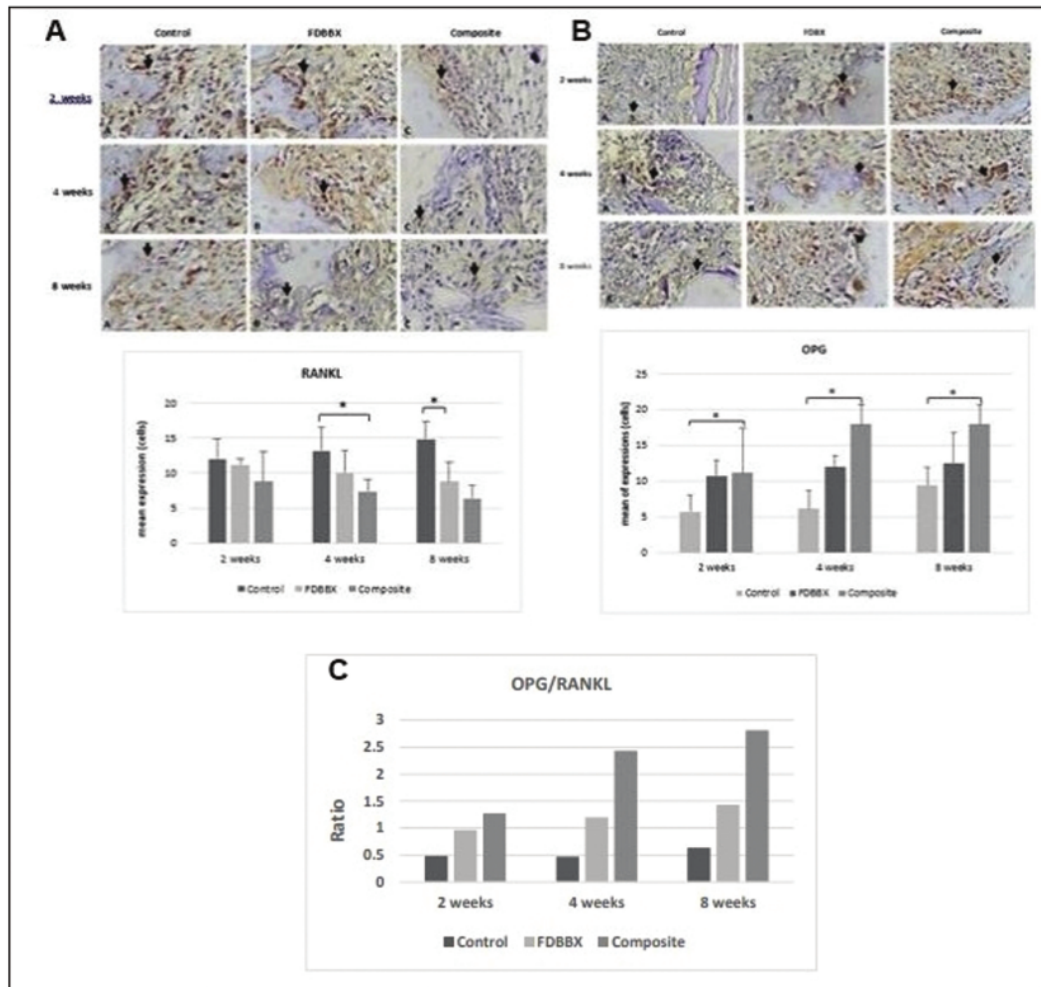 A
Control FDBBX Composite
2 weeks
4 weeks
8 weeks
B
Control FDBX Composite
2 weeks
4 weeks
8 weeks
RANKL
mean expression (cells)
20
15
10
5
0
2 weeks 4 weeks 8 weeks
* *
Control FDBBX Composite
OPG
mean of expressions (cells)
25
20
15
10
5
0
2 weeks 4 weeks 8 weeks
* * *
Control FDBBX Composite
C
OPG/RANKL
Ratio
3
2.5
2
1.5
1
0.5
0
2 weeks 4 weeks 8 weeks
Control FDBBX Composite